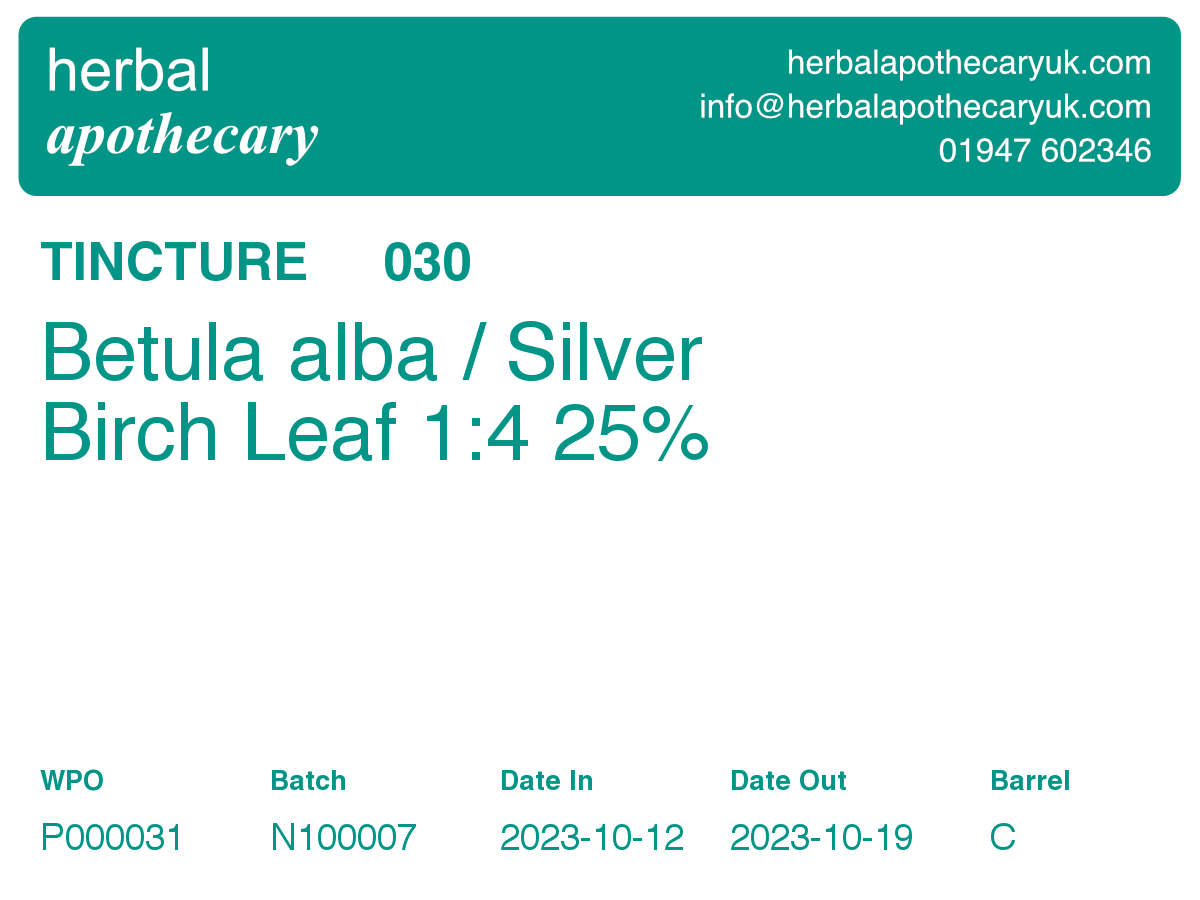 herbal
apothecary
herbalapothecaryuk.com
info@herbalapothecaryuk.com
01947 602346
TINCTURE 030
Betula alba / Silver
Birch Leaf 1:4 25%
WPO Batch Date In Date Out Barrel
P000031 N100007 2023-10-12 2023-10-19 C